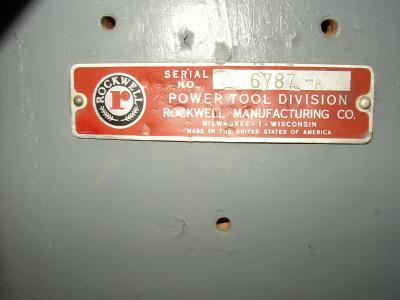 SERIAL
NO. 6787-A
POWER TOOL DIVISION
ROCKWELL MANUFACTURING CO.
MILWAUKEE - 1 - WISCONSIN
MADE IN THE UNITED STATES OF AMERICA
ROCKWELL
r